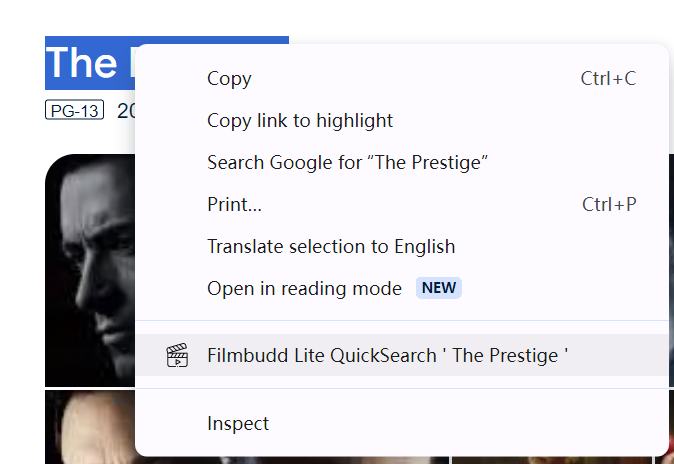 The
PG-13 20
Copy Ctrl+C
Copy link to highlight
Search Google for “The Prestige”
Print... Ctrl+P
Translate selection to English
Open in reading mode NEW
Filmbudd Lite QuickSearch ' The Prestige '
Inspect